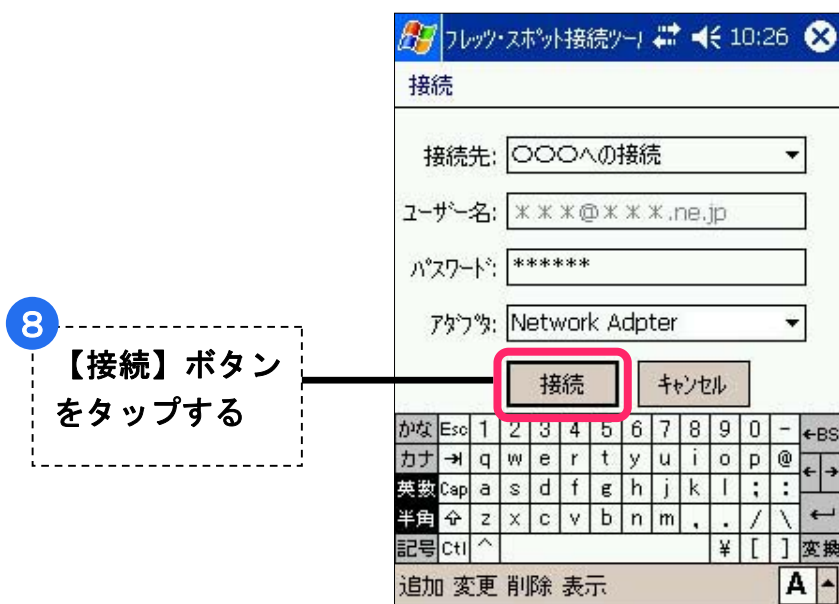 フレッツ・スポット接続ツール 10:26
接続
接続先: 〇〇〇への接続
ユーザー名: ***@***.ne.jp
パスワード: ******
アダプタ: Network Adpter
8
【接続】ボタン
をタップする
接続 キャンセル
かな Esc 1 2 3 4 5 6 7 8 9 0 - ←BS
カナ →| q w e r t y u i o p @ ← →
英数 Cap a s d f g h j k l ; : ↵
半角 z x c v b n m , . / \
記号 Ctl ^ ¥ [ ] 変換
追加 変更 削除 表示 A